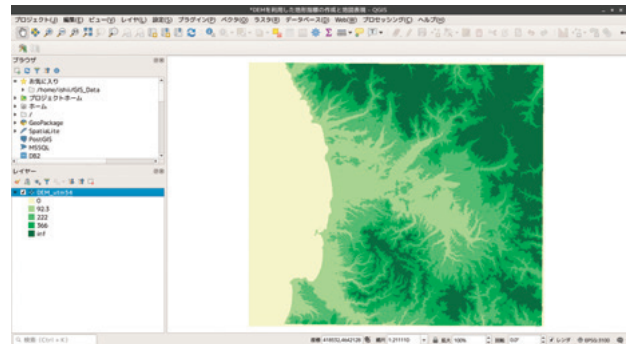 *DEMを利用した地形指標の作成と地図表現 - QGIS
プロジェクト(J) 編集(E) ビュー(V) レイヤ(L) 設定(S) プラグイン(P) ベクタ(O) ラスタ(R) データベース(D) Web(W) プロセッシング(C) ヘルプ(H)
ブラウザ
お気に入り
/home/ishii/GIS_Data
プロジェクトホーム
ホーム
/
GeoPackage
SpatiaLite
PostGIS
MSSQL
DB2
レイヤー
DEM_utm54
0
92.5
222
366
inf
検索 (Ctrl + K)
座標 拡大 100% 回転 0.0° レンダ EPSG:3100